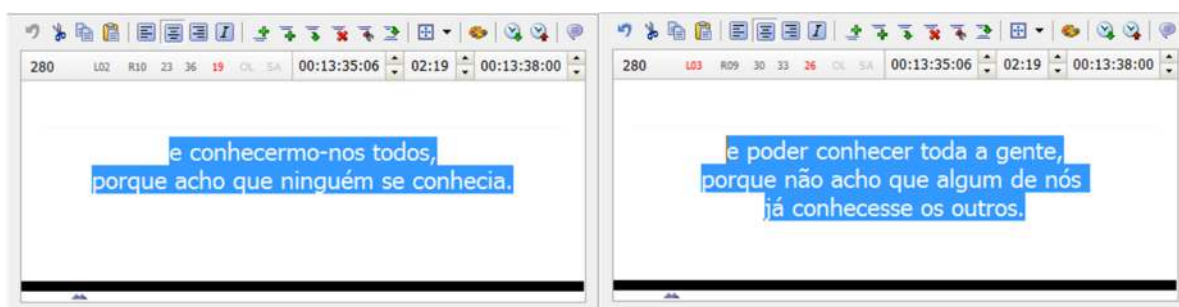 280 L02 R10 23 36 19 OL SA 00:13:35:06 02:19 00:13:38:00
e conhecermo-nos todos,
porque acho que ninguém se conhecia.
280 L03 R09 30 33 26 OL SA 00:13:35:06 02:19 00:13:38:00
e poder conhecer toda a gente,
porque não acho que algum de nós
já conhecesse os outros.